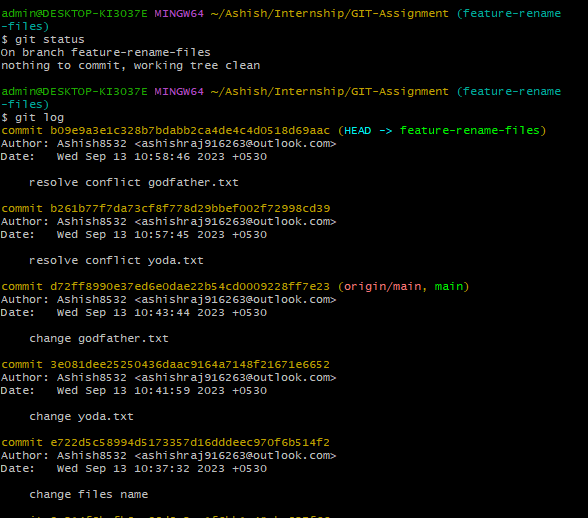 admin@DESKTOP-KI3037E MINGW64 ~/Ashish/Internship/GIT-Assignment (feature-rename
-files)
$ git status
On branch feature-rename-files
nothing to commit, working tree clean
admin@DESKTOP-KI3037E MINGW64 ~/Ashish/Internship/GIT-Assignment (feature-rename
-files)
$ git log
commit b09e9a3e1c328b7bdabb2ca4de4c4d0518d69aac (HEAD -> feature-rename-files)
Author: Ashish8532 <ashishraj916263@outlook.com>
Date:   Wed Sep 13 10:58:46 2023 +0530
resolve conflict godfather.txt
commit b261b77f7da73cf8f778d29bbef002f72998cd39
Author: Ashish8532 <ashishraj916263@outlook.com>
Date:   Wed Sep 13 10:57:45 2023 +0530
resolve conflict yoda.txt
commit d72ff8990e37ed6e0dae22b54cd0009228ff7e23 (origin/main, main)
Author: Ashish8532 <ashishraj916263@outlook.com>
Date:   Wed Sep 13 10:43:44 2023 +0530
change godfather.txt
commit 3e081dee25250436daac9164a7148f21671e6652
Author: Ashish8532 <ashishraj916263@outlook.com>
Date:   Wed Sep 13 10:41:59 2023 +0530
change yoda.txt
commit e722d5c58994d5173357d16dddeec970f6b514f2
Author: Ashish8532 <ashishraj916263@outlook.com>
Date:   Wed Sep 13 10:37:32 2023 +0530
change files name